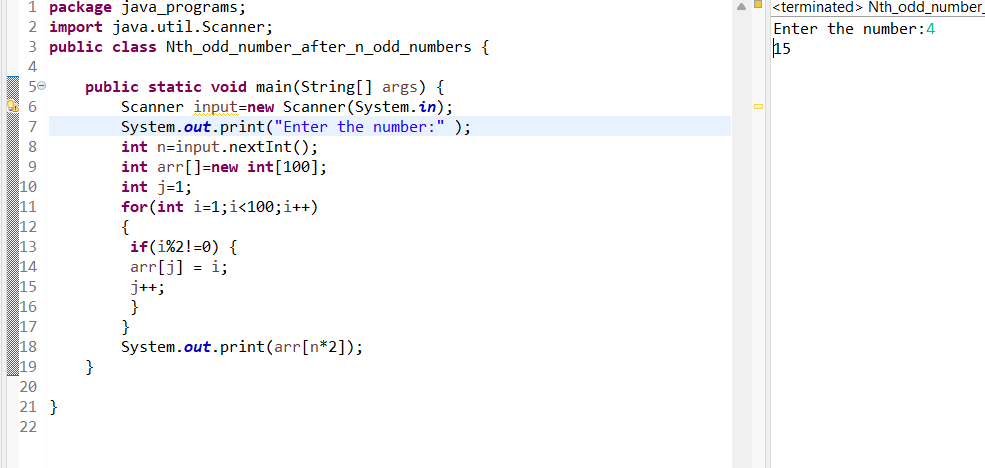 1 package java_programs;
2 import java.util.Scanner;
3 public class Nth_odd_number_after_n_odd_numbers {
4
5 public static void main(String[] args) {
6 Scanner input=new Scanner(System.in);
7 System.out.print("Enter the number:" );
8 int n=input.nextInt();
9 int arr[]=new int[100];
10 int j=1;
11 for(int i=1;i<100;i++)
12 {
13 if(i%2!=0) {
14 arr[j] = i;
15 j++;
16 }
17 }
18 System.out.print(arr[n*2]);
19 }
20
21 }
22
<terminated> Nth_odd_number_
Enter the number:4
15